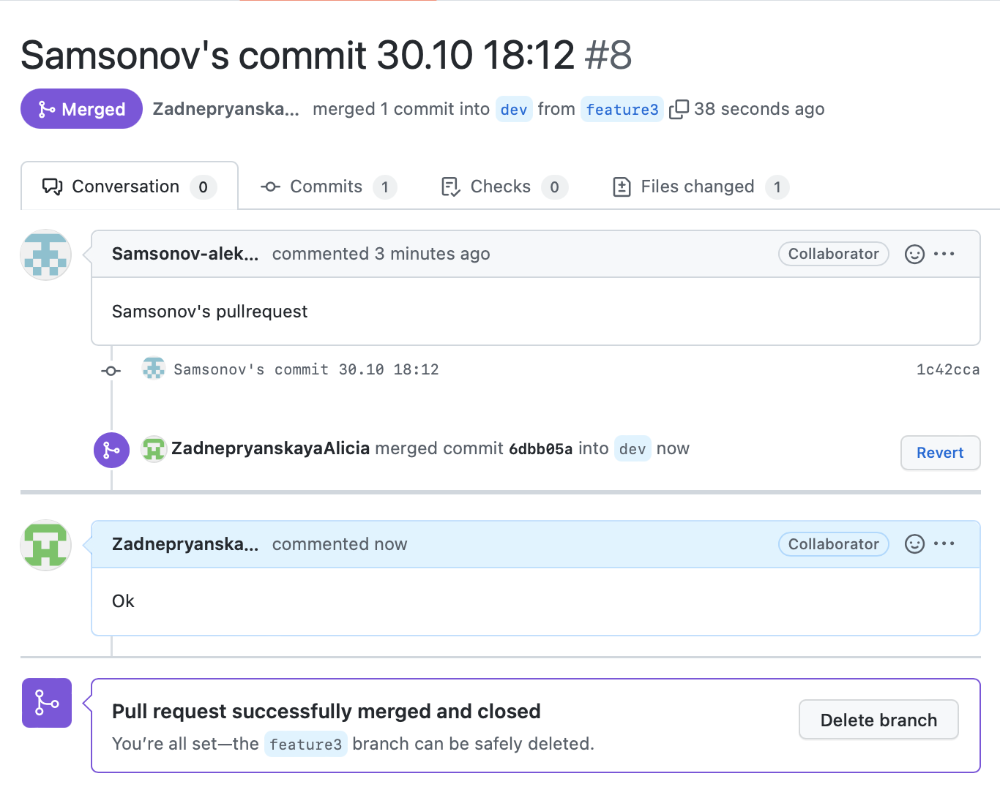 Samsonov's commit 30.10 18:12 #8
Merged Zadnepryanska... merged 1 commit into dev from feature3 38 seconds ago
Conversation 0 Commits 1 Checks 0 Files changed 1
Samsonov-alek... commented 3 minutes ago Collaborator
Samsonov's pullrequest
Samsonov's commit 30.10 18:12 1c42cca
ZadnepryanskayaAlicia merged commit 6dbb05a into dev now Revert
Zadnepryanska... commented now Collaborator
Ok
Pull request successfully merged and closed
Delete branch
You’re all set—the feature3 branch can be safely deleted.